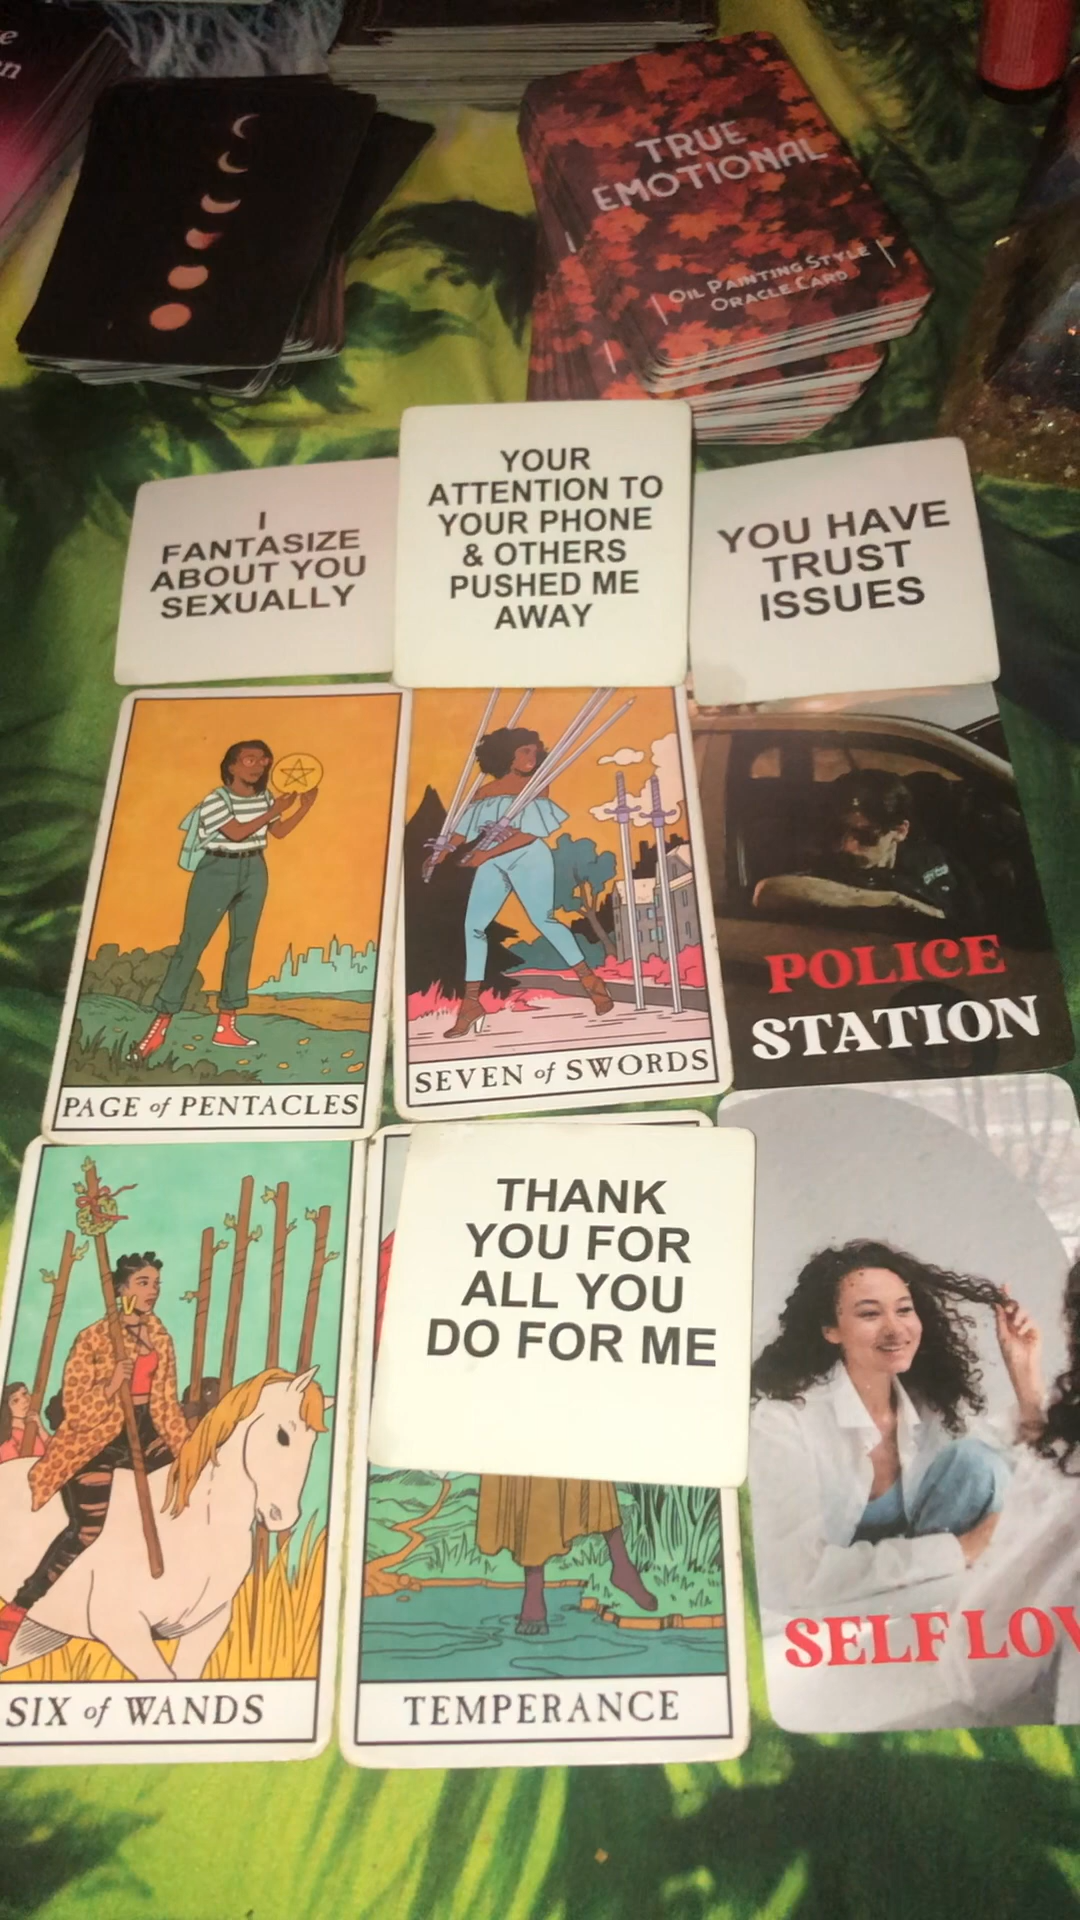 TRUE
EMOTIONAL
OIL PAINTING STYLE
ORACLE CARD
I
FANTASIZE
ABOUT YOU
SEXUALLY
YOUR
ATTENTION TO
YOUR PHONE
& OTHERS
PUSHED ME
AWAY
YOU HAVE
TRUST
ISSUES
PAGE of PENTACLES
SEVEN of SWORDS
POLICE
STATION
THANK
YOU FOR
ALL YOU
DO FOR ME
SIX of WANDS
TEMPERANCE
SELF LOV